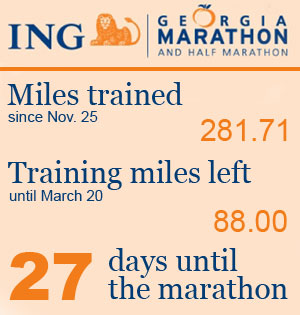 ING
GEORGIA
MARATHON
AND HALF MARATHON
Miles trained
since Nov. 25
281.71
Training miles left
until March 20
88.00
27 days until
the marathon